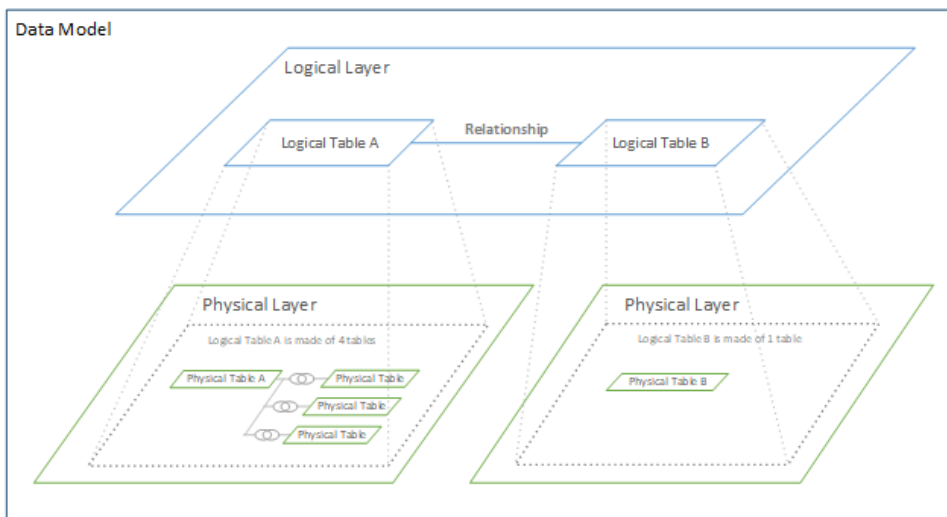 Data Model
Logical Layer
Logical Table A
Relationship
Logical Table B
Physical Layer
Logical Table A is made of 4 tables
Physical Table A
Physical Table
Physical Table
Physical Table
Physical Layer
Logical Table B is made of 1 table
Physical Table B